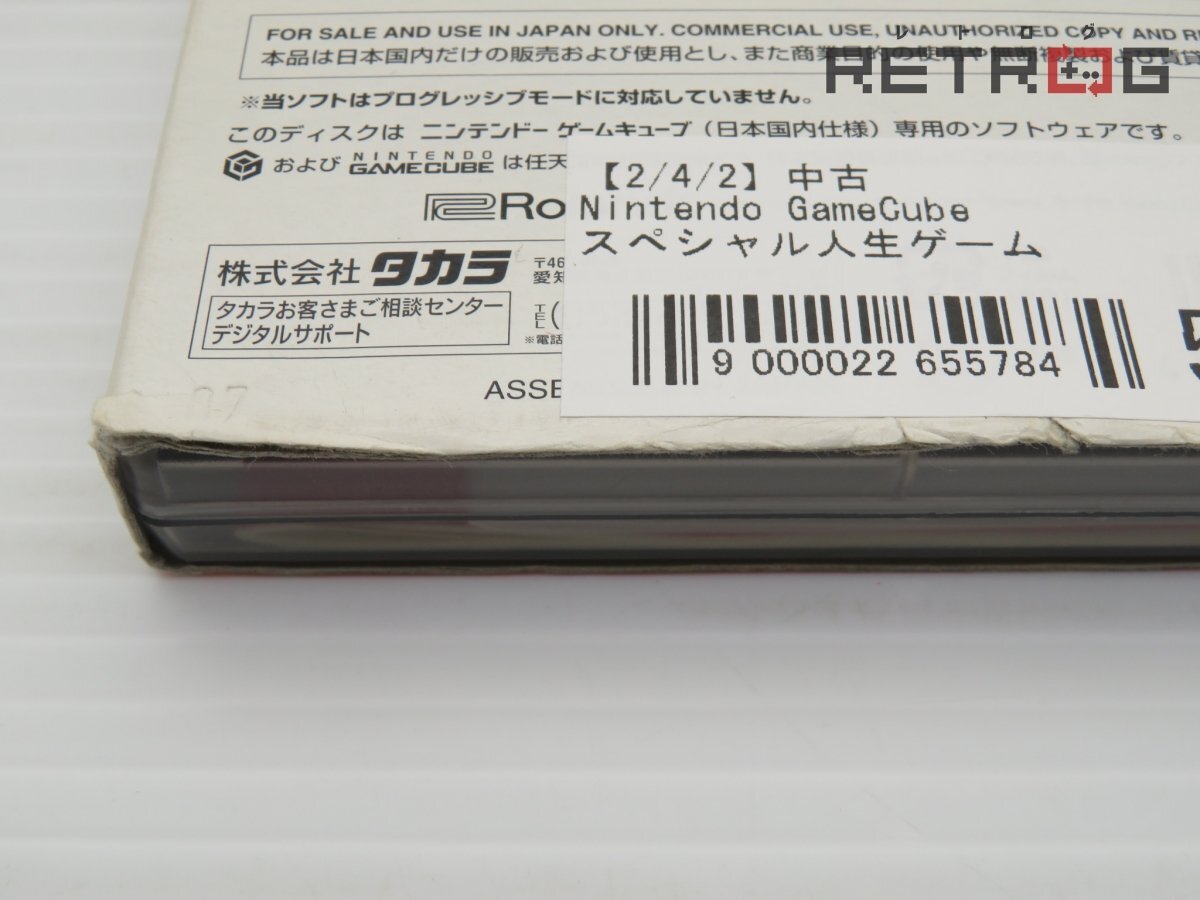 FOR SALE AND USE IN JAPAN ONLY. COMMERCIAL USE, UNAUTHORIZED COPY AND RE
本品は日本国内だけの販売および使用とし、また商業目的の使用や無断複製および賃貸
レトログ
RETROG
※当ソフトはプログレッシブモードに対応していません。
このディスクは ニンテンドー ゲームキューブ (日本国内仕様) 専用のソフトウェアです。
および NINTENDO GAMECUBE は任天
Ro
株式会社 タカラ
〒46
愛知
タカラお客さまご相談センター
デジタルサポート
TEL(
※電話
ASSE
【2/4/2】 中古
Nintendo GameCube
スペシャル人生ゲーム
9 000022 655784